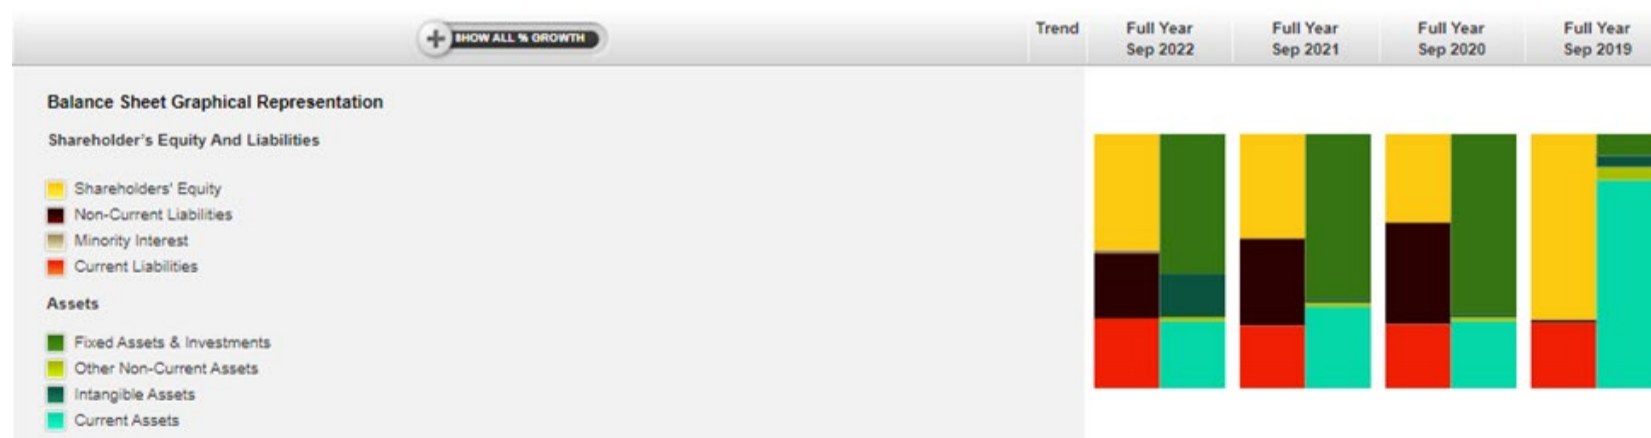 SHOW ALL % GROWTH
Trend
Full Year
Sep 2022
Full Year
Sep 2021
Full Year
Sep 2020
Full Year
Sep 2019
Balance Sheet Graphical Representation
Shareholder's Equity And Liabilities
Shareholders' Equity
Non-Current Liabilities
Minority Interest
Current Liabilities
Assets
Fixed Assets & Investments
Other Non-Current Assets
Intangible Assets
Current Assets